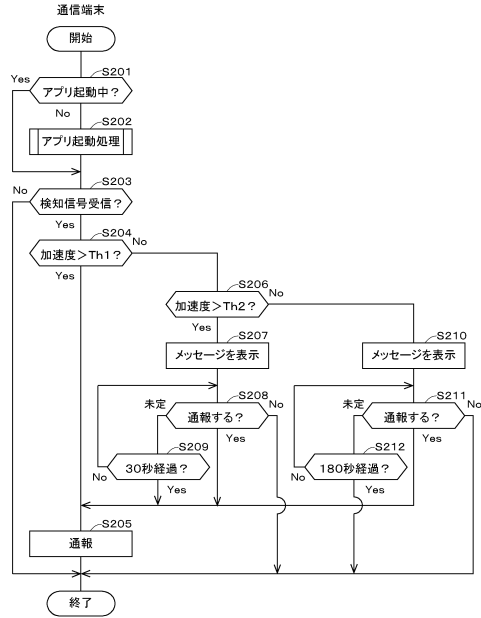 通信端末
開始
S201
Yes
アプリ起動中？
No
S202
アプリ起動処理
S203
No
検知信号受信？
Yes
S204
No
加速度＞Th1？
Yes
S206
No
加速度＞Th2？
Yes
S207
メッセージを表示
S210
メッセージを表示
S208
未定
No
通報する？
Yes
S211
未定
No
通報する？
Yes
S209
30秒経過？
No
Yes
S212
180秒経過？
No
Yes
S205
通報
終了